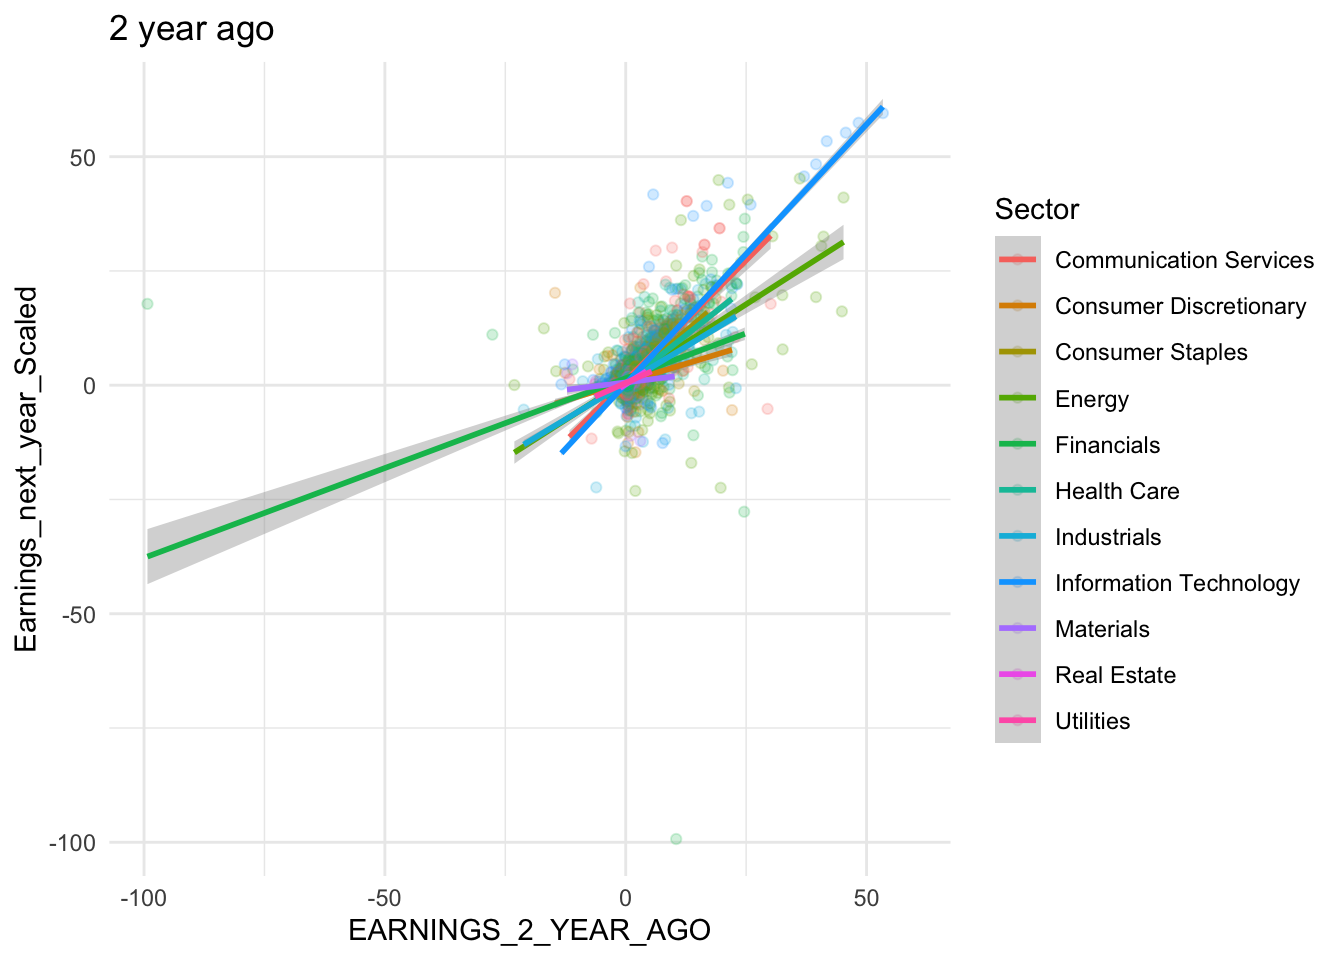 2 year ago
Earnings_next_year_Scaled
50
0
-50
-100
-100
-50
0
50
EARNINGS_2_YEAR_AGO
Sector
Communication Services
Consumer Discretionary
Consumer Staples
Energy
Financials
Health Care
Industrials
Information Technology
Materials
Real Estate
Utilities